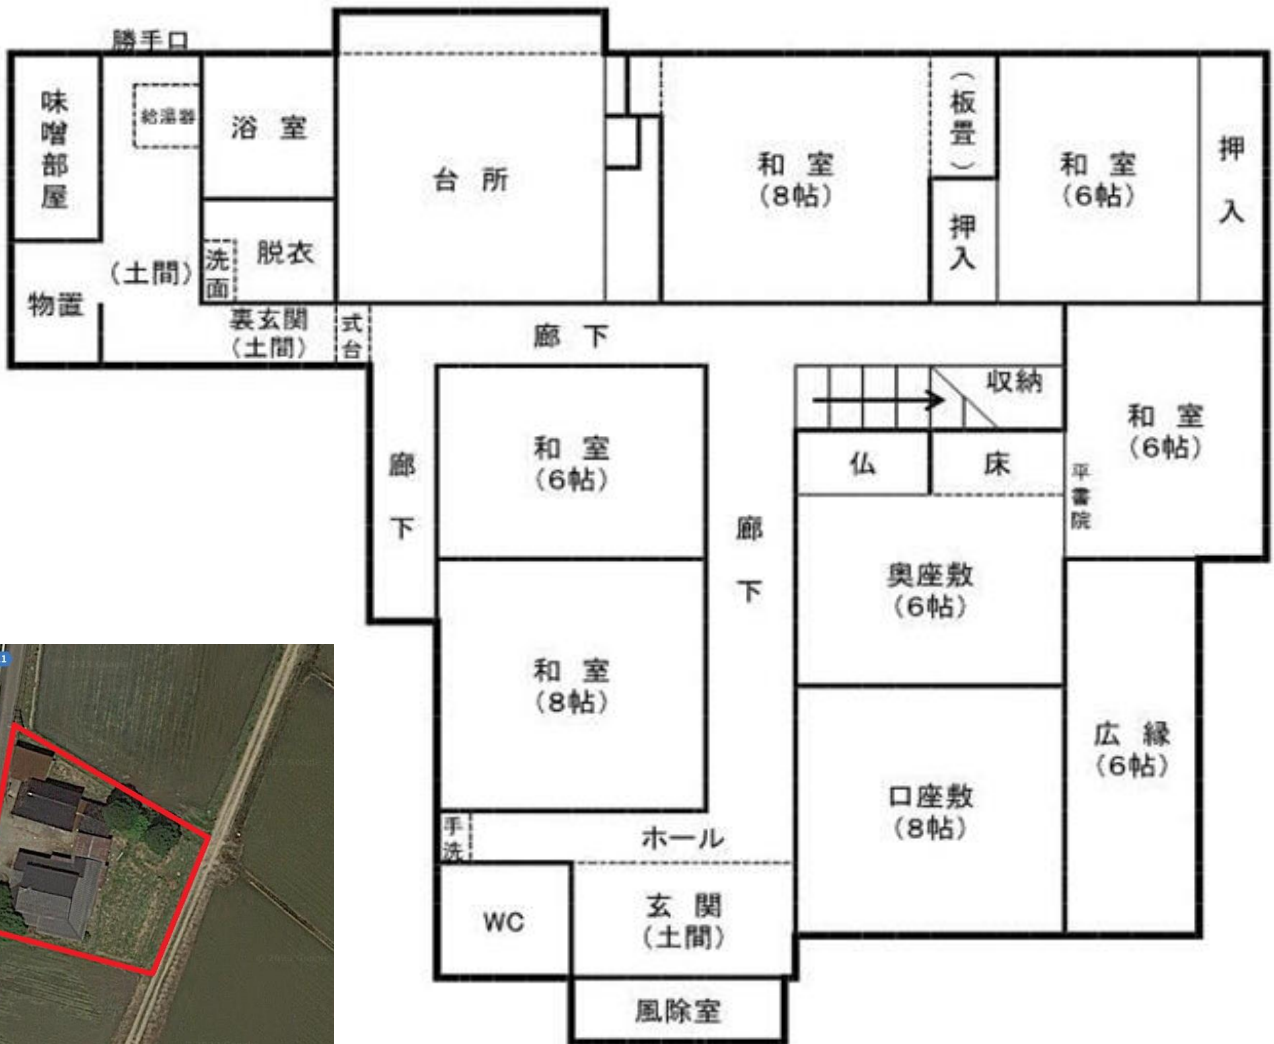 勝手口
味噌部屋
給湯器
浴 室
台 所
和 室
(8帖)
(板畳)
押入
和 室
(6帖)
押 入
物置
(土間)
洗面
脱衣
裏玄関
(土間)
式台
廊 下
収納
和 室
(6帖)
廊 下
和 室
(6帖)
廊 下
仏
床
平書院
奥座敷
(6帖)
和 室
(8帖)
口座敷
(8帖)
広 縁
(6帖)
手洗
ホール
WC
玄 関
(土間)
風除室